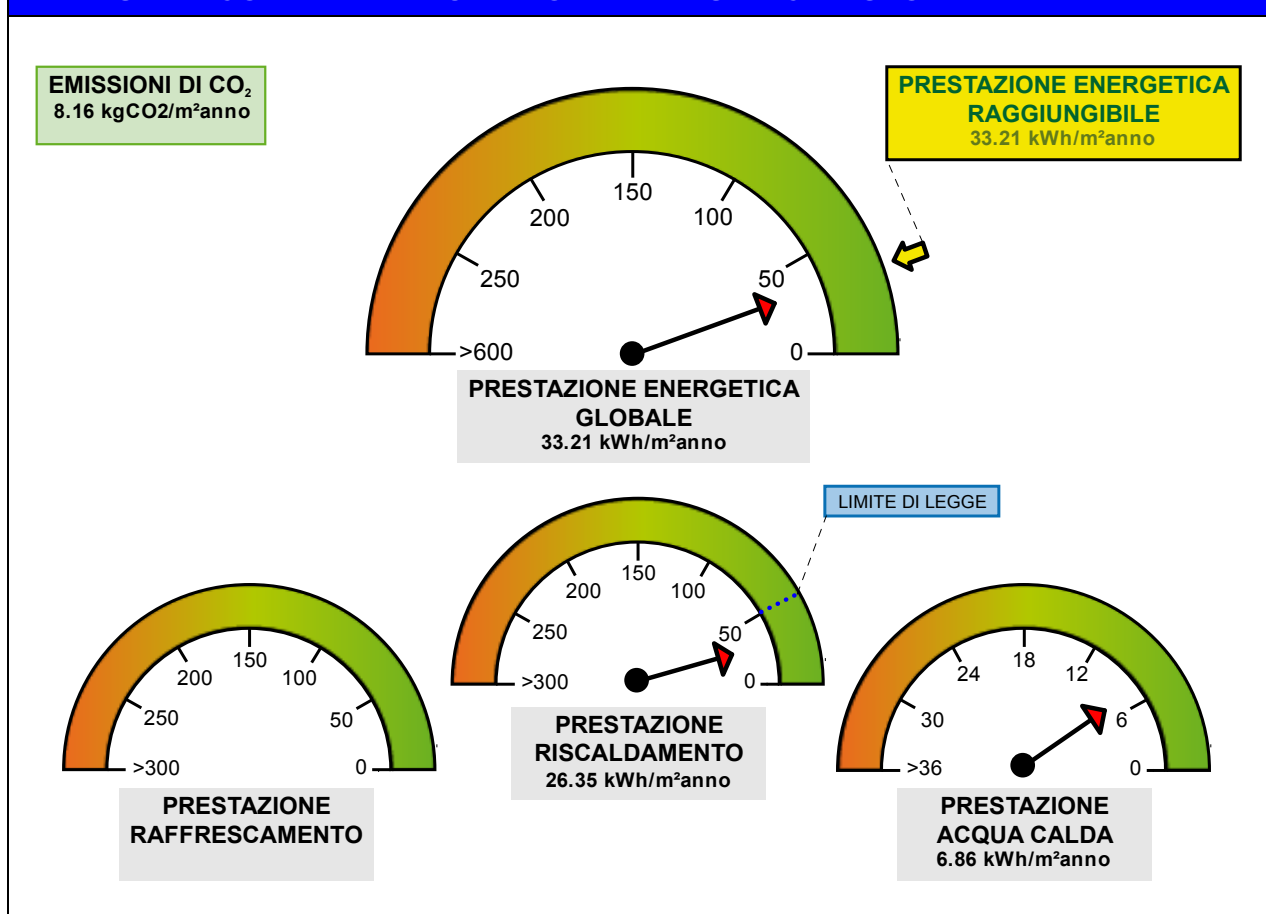 EMISSIONI DI CO₂
8.16 kgCO2/m²anno
PRESTAZIONE ENERGETICA
RAGGIUNGIBILE
33.21 kWh/m²anno
150
200
100
250
50
>600
0
PRESTAZIONE ENERGETICA
GLOBALE
33.21 kWh/m²anno
LIMITE DI LEGGE
150
200
100
250
50
>300
0
PRESTAZIONE
RISCALDAMENTO
26.35 kWh/m²anno
150
200
100
250
50
>300
0
PRESTAZIONE
RAFFRESCAMENTO
18
24
12
30
6
>36
0
PRESTAZIONE
ACQUA CALDA
6.86 kWh/m²anno